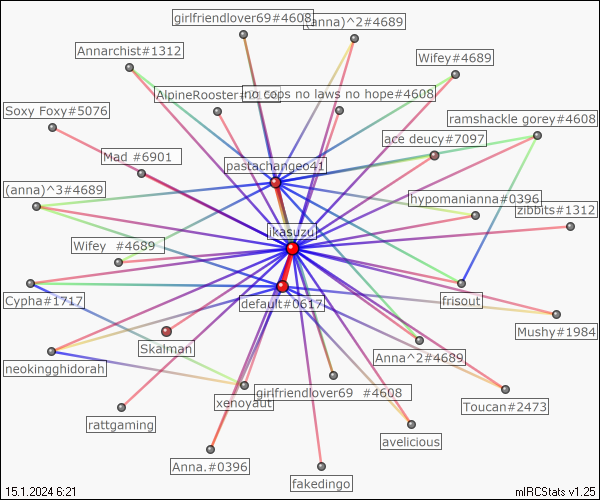 girlfriendlover69#4608
(anna)^2#4689
Annarchist#1312
Wifey#4689
AlpineRooster#
no cops no laws no hope#4608
Soxy Foxy#5076
ramshackle gorey#4608
ace deucy#7097
Mad #6901
pastachangeo41
(anna)^3#4689
hypomanianna#0396
zibbits#1312
jikasuzu
Wifey #4689
default#0617
Cypha#1717
frisout
Mushy#1984
Skalman
Anna^2#4689
neokingghidorah
girlfriendlover69 #4608
xenoyaut
Toucan#2473
rattgaming
avelicious
Anna.#0396
fakedingo
15.1.2024 6:21
mIRCStats v1.25